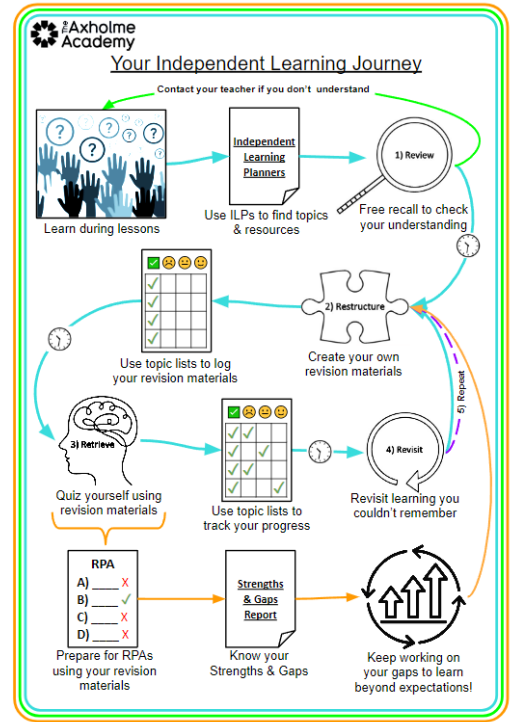 The Axholme
Academy
Your Independent Learning Journey
Contact your teacher if you don't understand
?
?
?
?
?
Independent
Learning
Planners
1) Review
Learn during lessons
Use ILPs to find topics
& resources
Free recall to check
your understanding
2) Restructure
Use topic lists to log
your revision materials
Create your own
revision materials
5) Repeat
3) Retrieve
4) Revisit
Quiz yourself using
revision materials
Use topic lists to
track your progress
Revisit learning you
couldn't remember
RPA
A) ____ X
B) ____ ✓
C) ____ X
D) ____ X
Strengths
& Gaps
Report
Prepare for RPAs
using your revision
materials
Know your
Strengths & Gaps
Keep working on
your gaps to learn
beyond expectations!